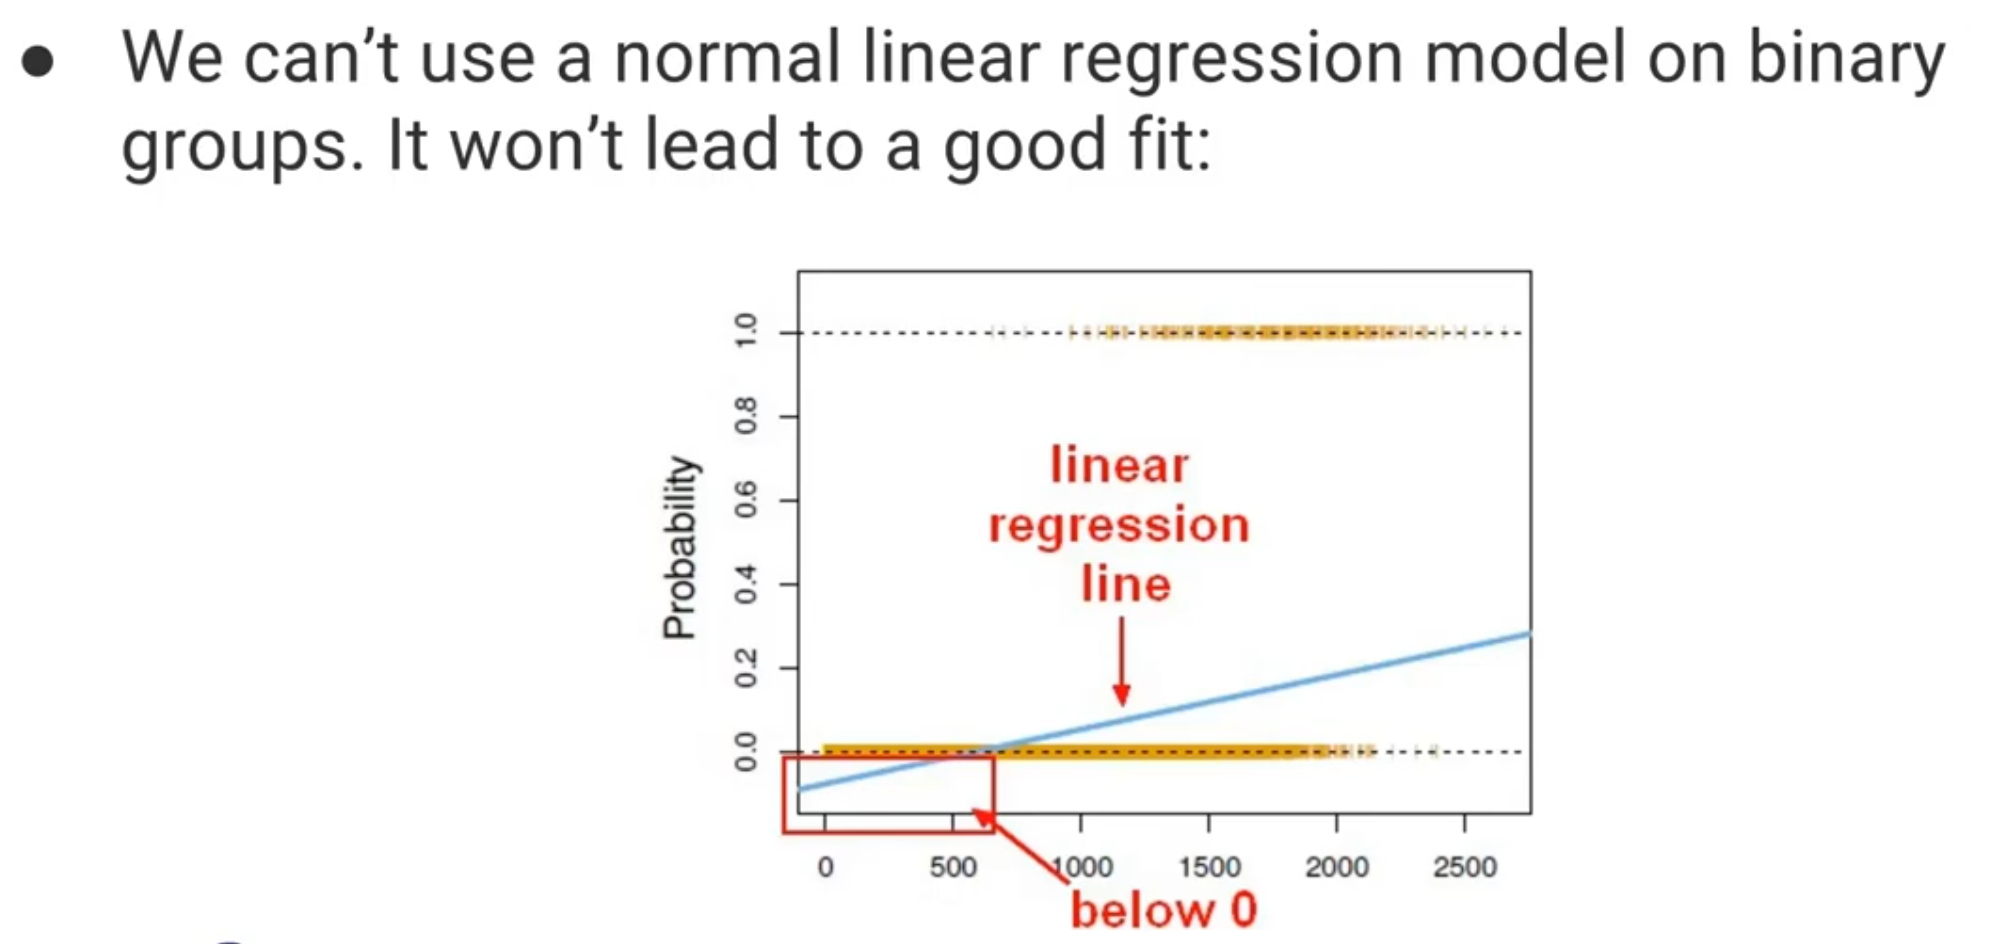 ● We can’t use a normal linear regression model on binary
groups. It won’t lead to a good fit:
1.0
0.8
linear
regression
line
Probability
0.6
0.4
0.2
0.0
0 500 1000 1500 2000 2500
below 0